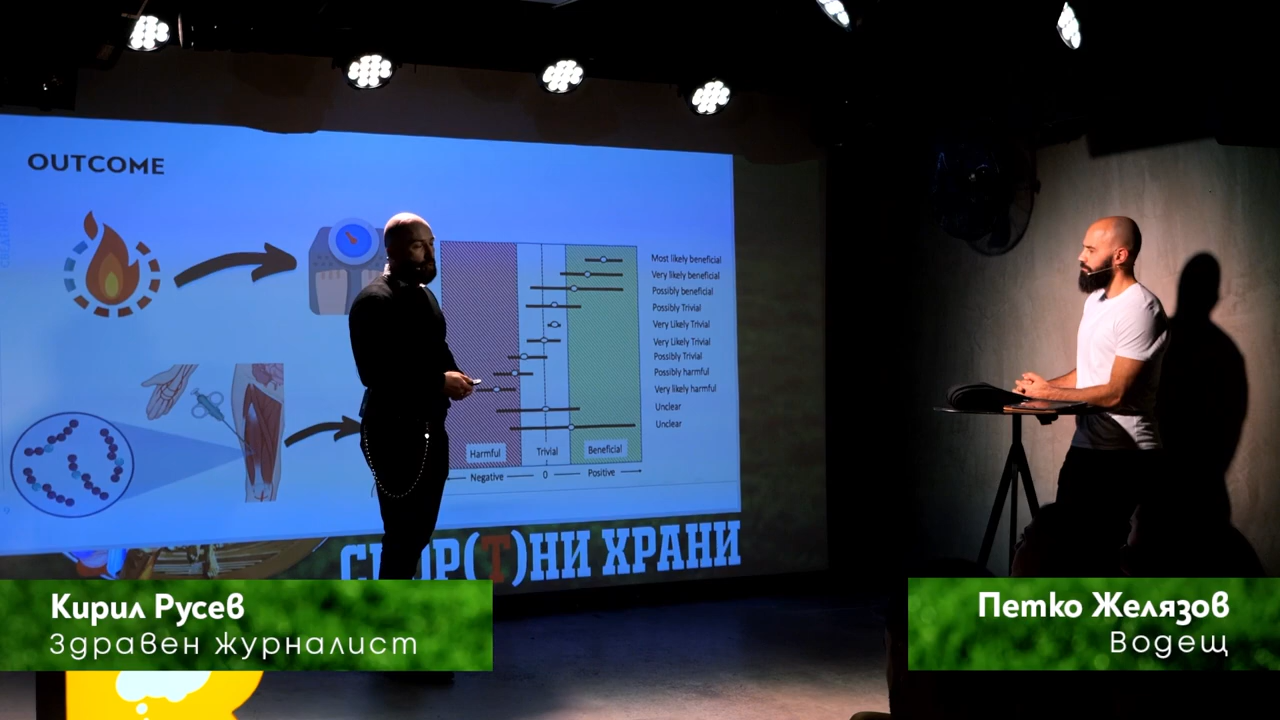 OUTCOME
Most likely beneficial
Very likely beneficial
Possibly beneficial
Possibly Trivial
Very Likely Trivial
Very Likely Trivial
Possibly Trivial
Possibly harmful
Very likely harmful
Unclear
Unclear
Harmful
Trivial
Beneficial
Negative
0
Positive
СПОР(Т)НИ ХРАНИ
Кирил Русев
Здравен журналист
Петко Желязов
Водещ